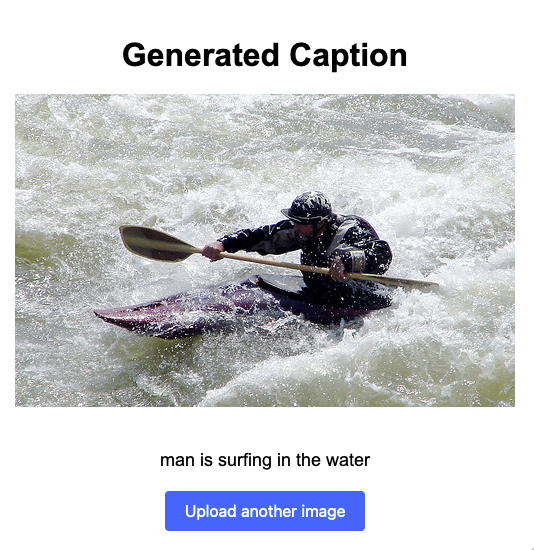 Generated Caption
man is surfing in the water
Upload another image